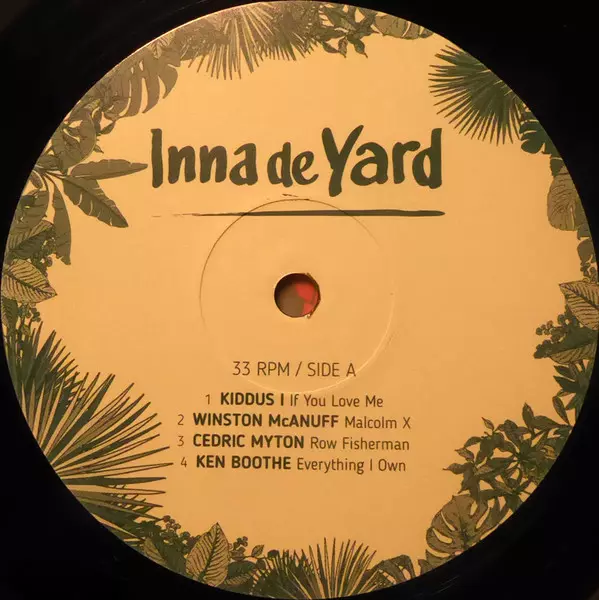 Inna de Yard
33 RPM / SIDE A
1 KIDDUS I If You Love Me
2 WINSTON McANUFF Malcolm X
3 CEDRIC MYTON Row Fisherman
4 KEN BOOTHE Everything I Own